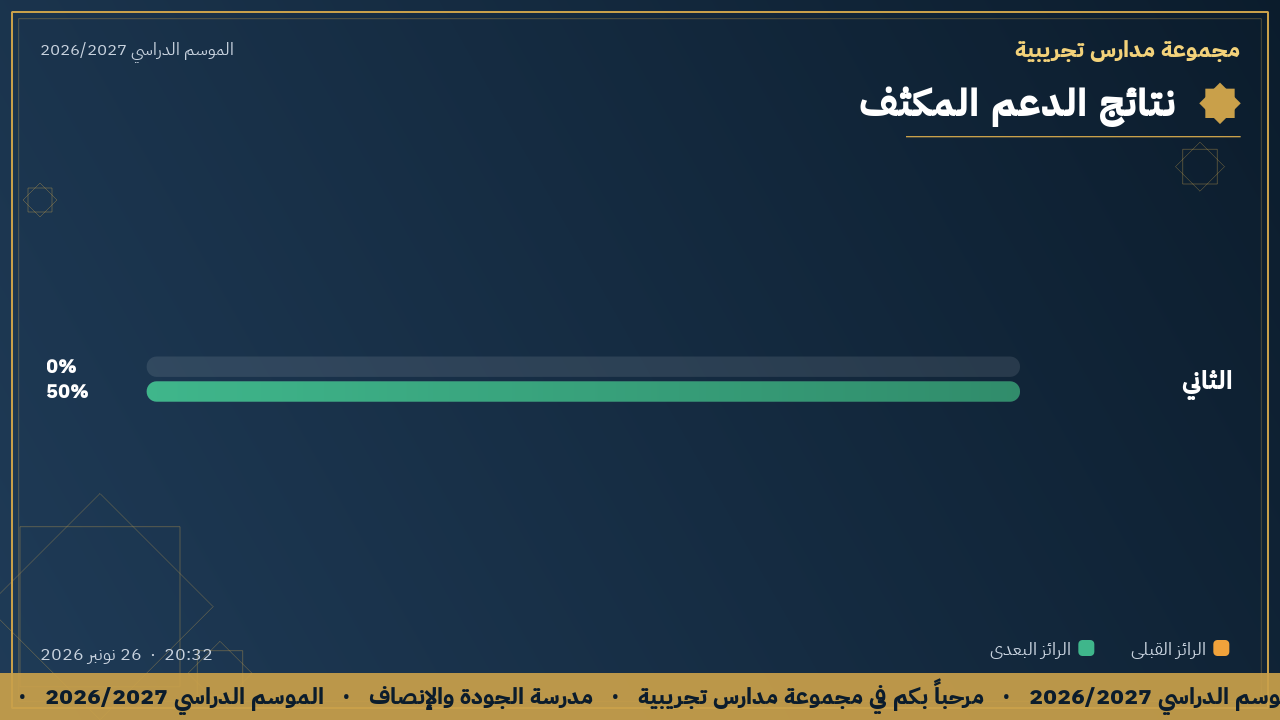 مجموعة مدارس تجريبية
الموسم الدراسي 2026/2027
نتائج الدعم المكثف
الثاني
0%
50%
الرائز القبلي
الرائز البعدي
20:32 · 26 نونبر 2026
الدراسي 2026/2027 · مرحباً بكم في مجموعة مدارس تجريبية · مدرسة الجودة والإنصاف · الموسم الدراسي 2026/2027 ·